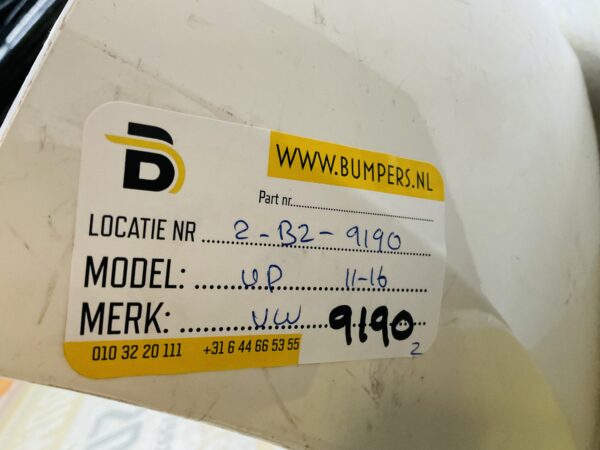 B
WWW.BUMPERS.NL
Part nr.
LOCATIE NR 2-B2-9190
MODEL: UP 11-16
MERK: VW 9190
2
010 32 20 111 +31 6 44 66 53 55